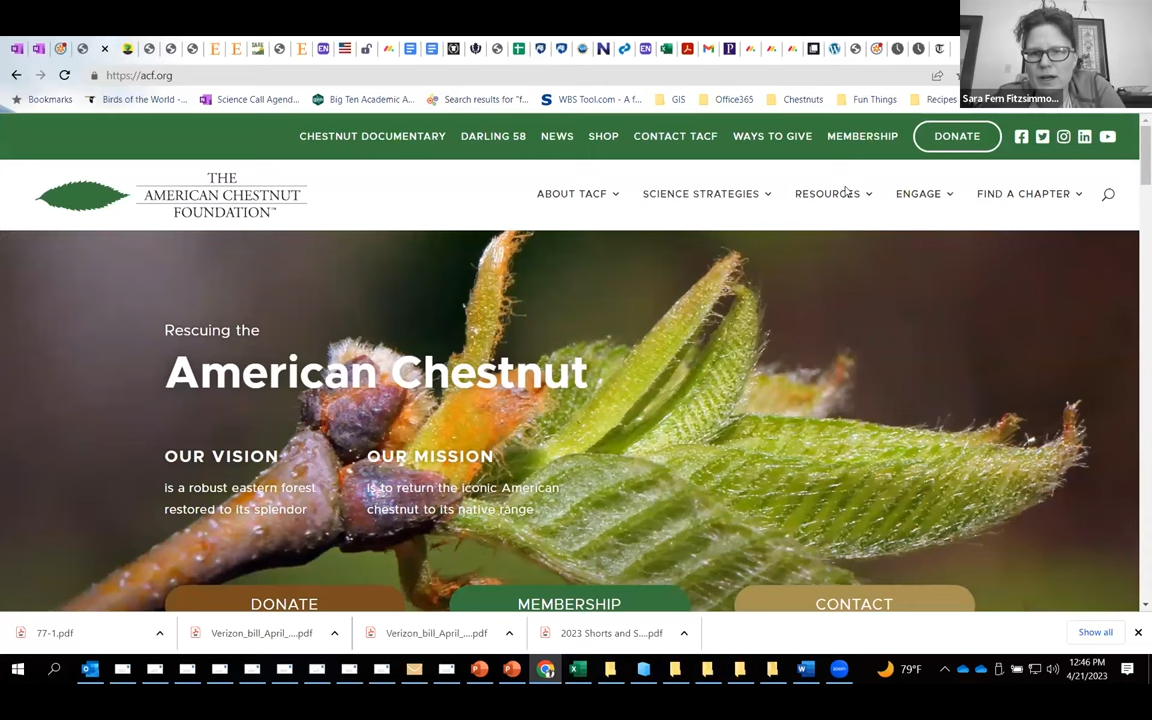 https://acf.org
Sara Fern Fitzsimmo...
Bookmarks
Birds of the World -...
Science Call Agend...
Big Ten Academic A...
Search results for "f...
WBS Tool.com - A f...
GIS
Office365
Chestnuts
Fun Things
Recipes
CHESTNUT DOCUMENTARY DARLING 58 NEWS SHOP CONTACT TACF WAYS TO GIVE MEMBERSHIP DONATE
THE
AMERICAN CHESTNUT
FOUNDATION™
ABOUT TACF SCIENCE STRATEGIES RESOURCES ENGAGE FIND A CHAPTER
Rescuing the
American Chestnut
OUR VISION
is a robust eastern forest
restored to its splendor
OUR MISSION
is to return the iconic American
chestnut to its native range
DONATE
MEMBERSHIP
CONTACT
77-1.pdf
Verizon_bill_April_....pdf
Verizon_bill_April_....pdf
2023 Shorts and S....pdf
Show all
79°F
12:46 PM
4/21/2023